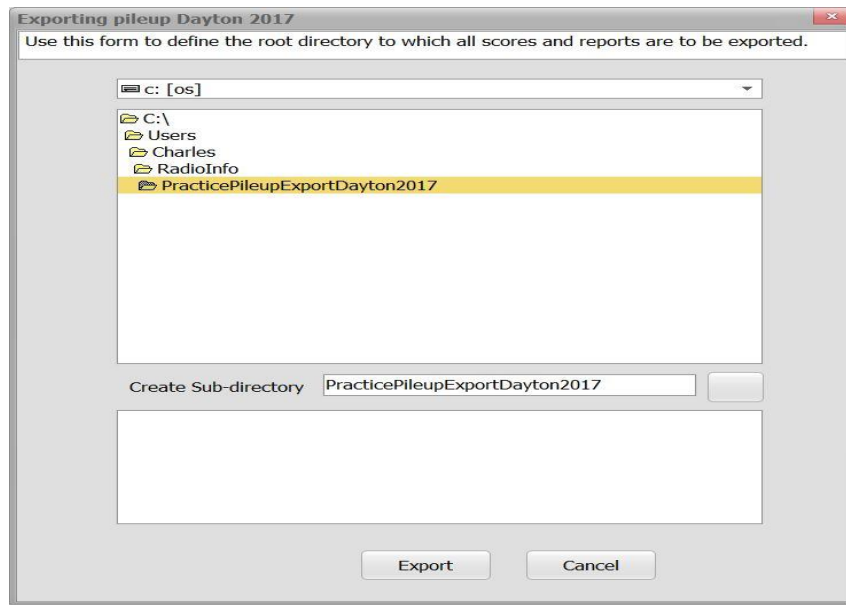 Exporting pileup Dayton 2017
Use this form to define the root directory to which all scores and reports are to be exported.
c: [os]
C:\
Users
Charles
RadioInfo
PracticePileupExportDayton2017
Create Sub-directory PracticePileupExportDayton2017
Export Cancel